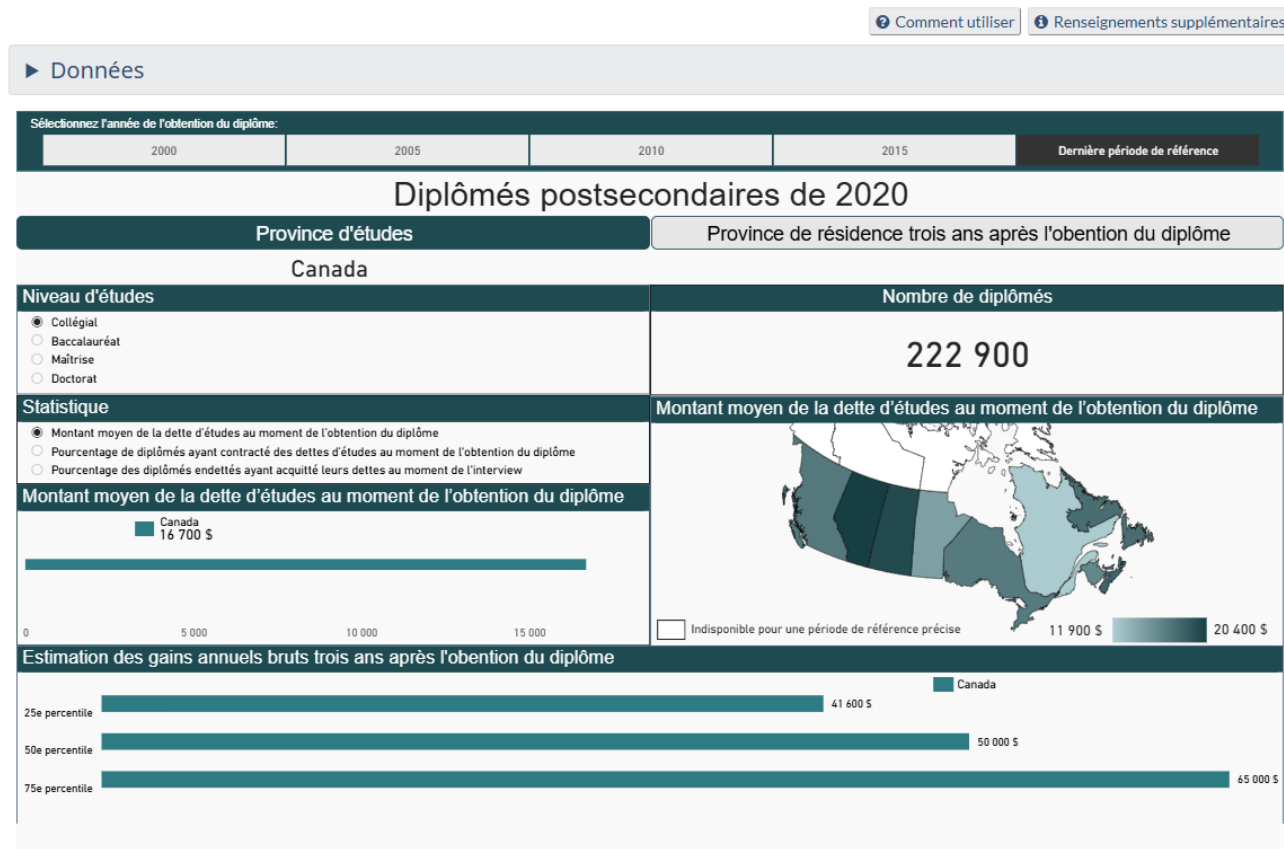 Comment utiliser
Renseignements supplémentaires
Données
Sélectionnez l'année de l'obtention du diplôme:
2000
2005
2010
2015
Dernière période de référence
Diplômés postsecondaires de 2020
Province d'études
Province de résidence trois ans après l'obention du diplôme
Canada
Niveau d'études
Collégial
Baccalauréat
Maîtrise
Doctorat
Nombre de diplômés
222 900
Statistique
Montant moyen de la dette d'études au moment de l'obtention du diplôme
Pourcentage de diplômés ayant contracté des dettes d'études au moment de l'obtention du diplôme
Pourcentage des diplômés endettés ayant acquitté leurs dettes au moment de l'interview
Montant moyen de la dette d'études au moment de l'obtention du diplôme
Canada
16 700 $
0
5 000
10 000
15 000
Montant moyen de la dette d'études au moment de l'obtention du diplôme
Indisponible pour une période de référence précise
11 900 $
20 400 $
Estimation des gains annuels bruts trois ans après l'obention du diplôme
Canada
25e percentile
41 600 $
50e percentile
50 000 $
75e percentile
65 000 $